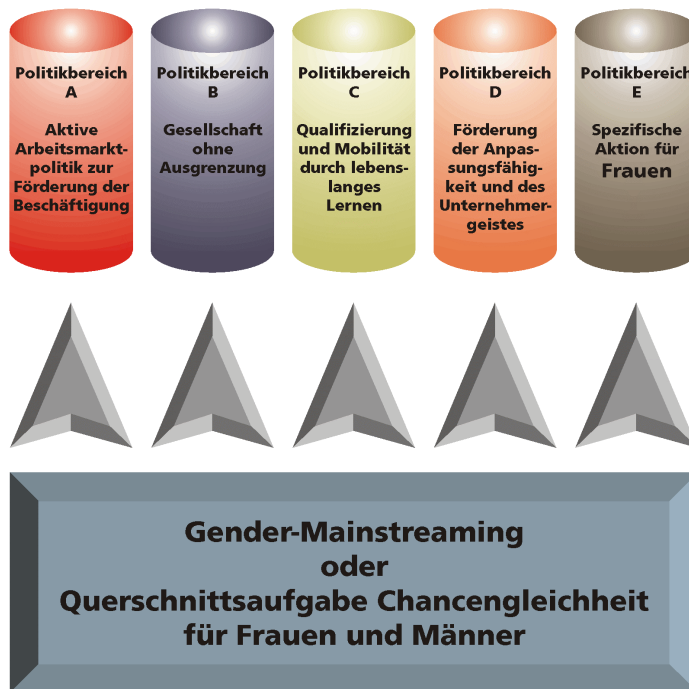 Politikbereich
A
Aktive
Arbeitsmarkt-
politik zur
Förderung der
Beschäftigung
Politikbereich
B
Gesellschaft
ohne
Ausgrenzung
Politikbereich
C
Qualifizierung
und Mobilität
durch lebens-
langes
Lernen
Politikbereich
D
Förderung
der Anpas-
sungsfähig-
keit und des
Unternehmer-
geistes
Politikbereich
E
Spezifische
Aktion für
Frauen
Gender-Mainstreaming
oder
Querschnittsaufgabe Chancengleichheit
für Frauen und Männer